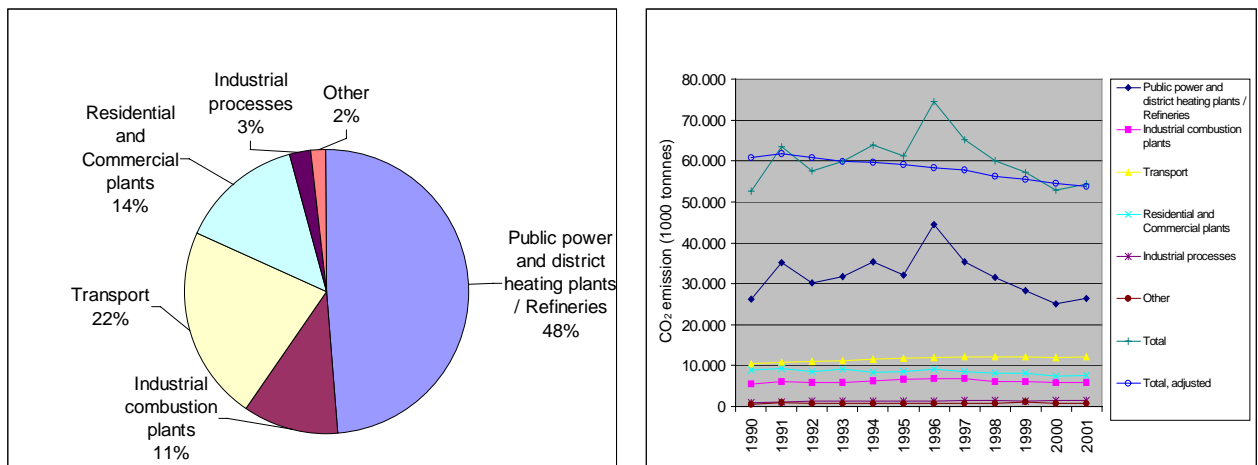 Industrial
processes
3%
Other
2%
Residential
and
Commercial
plants
14%
Public power
and district
heating plants
/ Refineries
48%
Transport
22%
Industrial
combustion
plants
11%
CO2 emission (1000 tonnnes)
80.000
70.000
60.000
50.000
40.000
30.000
20.000
10.000
0
1990
1991
1992
1993
1994
1995
1996
1997
1998
1999
2000
2001
Public power and
district heating plants /
Refineries
Industrial combustion
plants
Transport
Residential and
Commercial plants
Industrial processes
Other
Total
Total, adjusted